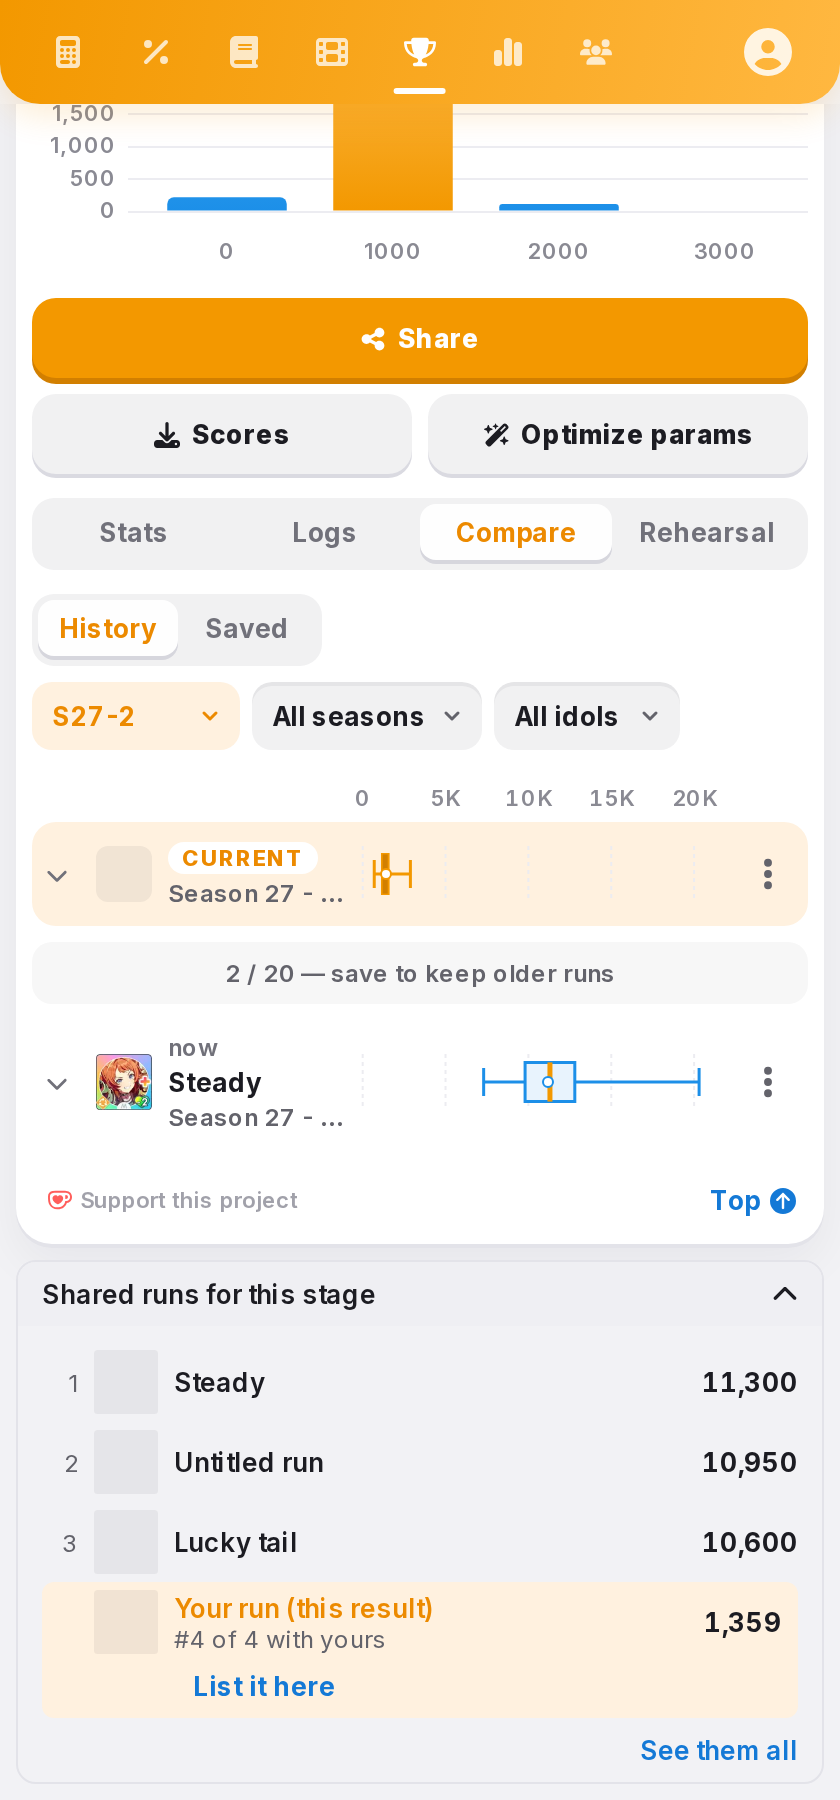 1,500
1,000
500
0
0 1000 2000 3000
Share
Scores Optimize params
Stats Logs Compare Rehearsal
History Saved
S27-2 All seasons All idols
0 5K 10K 15K 20K
CURRENT
Season 27 - ...
2 / 20 — save to keep older runs
now
Steady
Season 27 - ...
Support this project Top
Shared runs for this stage
1 Steady 11,300
2 Untitled run 10,950
3 Lucky tail 10,600
Your run (this result) 1,359
#4 of 4 with yours
List it here
See them all